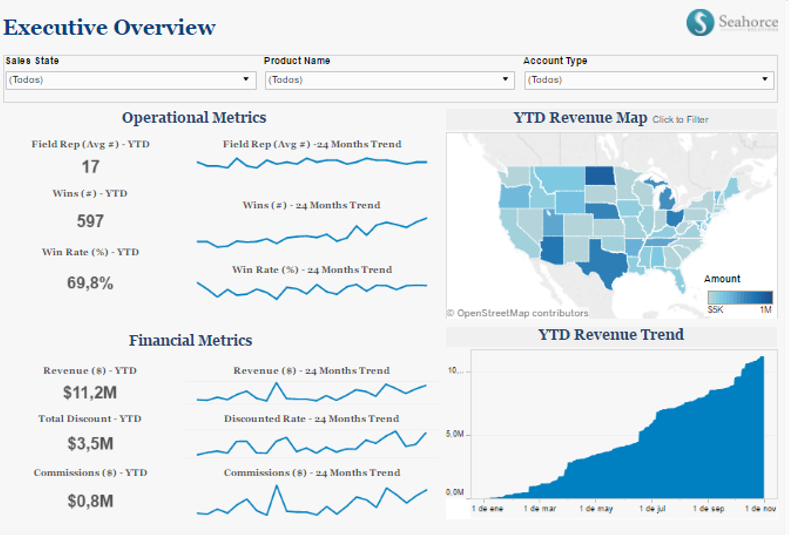 Executive Overview
Seahorce
SOLUTIONS
Sales State
Product Name
Account Type
(Todos)
(Todos)
(Todos)
Operational Metrics
Field Rep (Avg #) - YTD
17
Field Rep (Avg #) -24 Months Trend
Wins (#) - YTD
597
Wins (#) - 24 Months Trend
Win Rate (%) - YTD
69,8%
Win Rate (%) - 24 Months Trend
YTD Revenue Map Click to Filter
Amount
$5K 1M
© OpenStreetMap contributors
Financial Metrics
Revenue ($) - YTD
$11,2M
Revenue ($) - 24 Months Trend
Total Discount - YTD
$3,5M
Discounted Rate - 24 Months Trend
Commissions ($) - YTD
$0,8M
Commissions ($) - 24 Months Trend
YTD Revenue Trend
10,...
5,0M
0,0M
1 de ene 1 de mar 1 de may 1 de jul 1 de sep 1 de nov